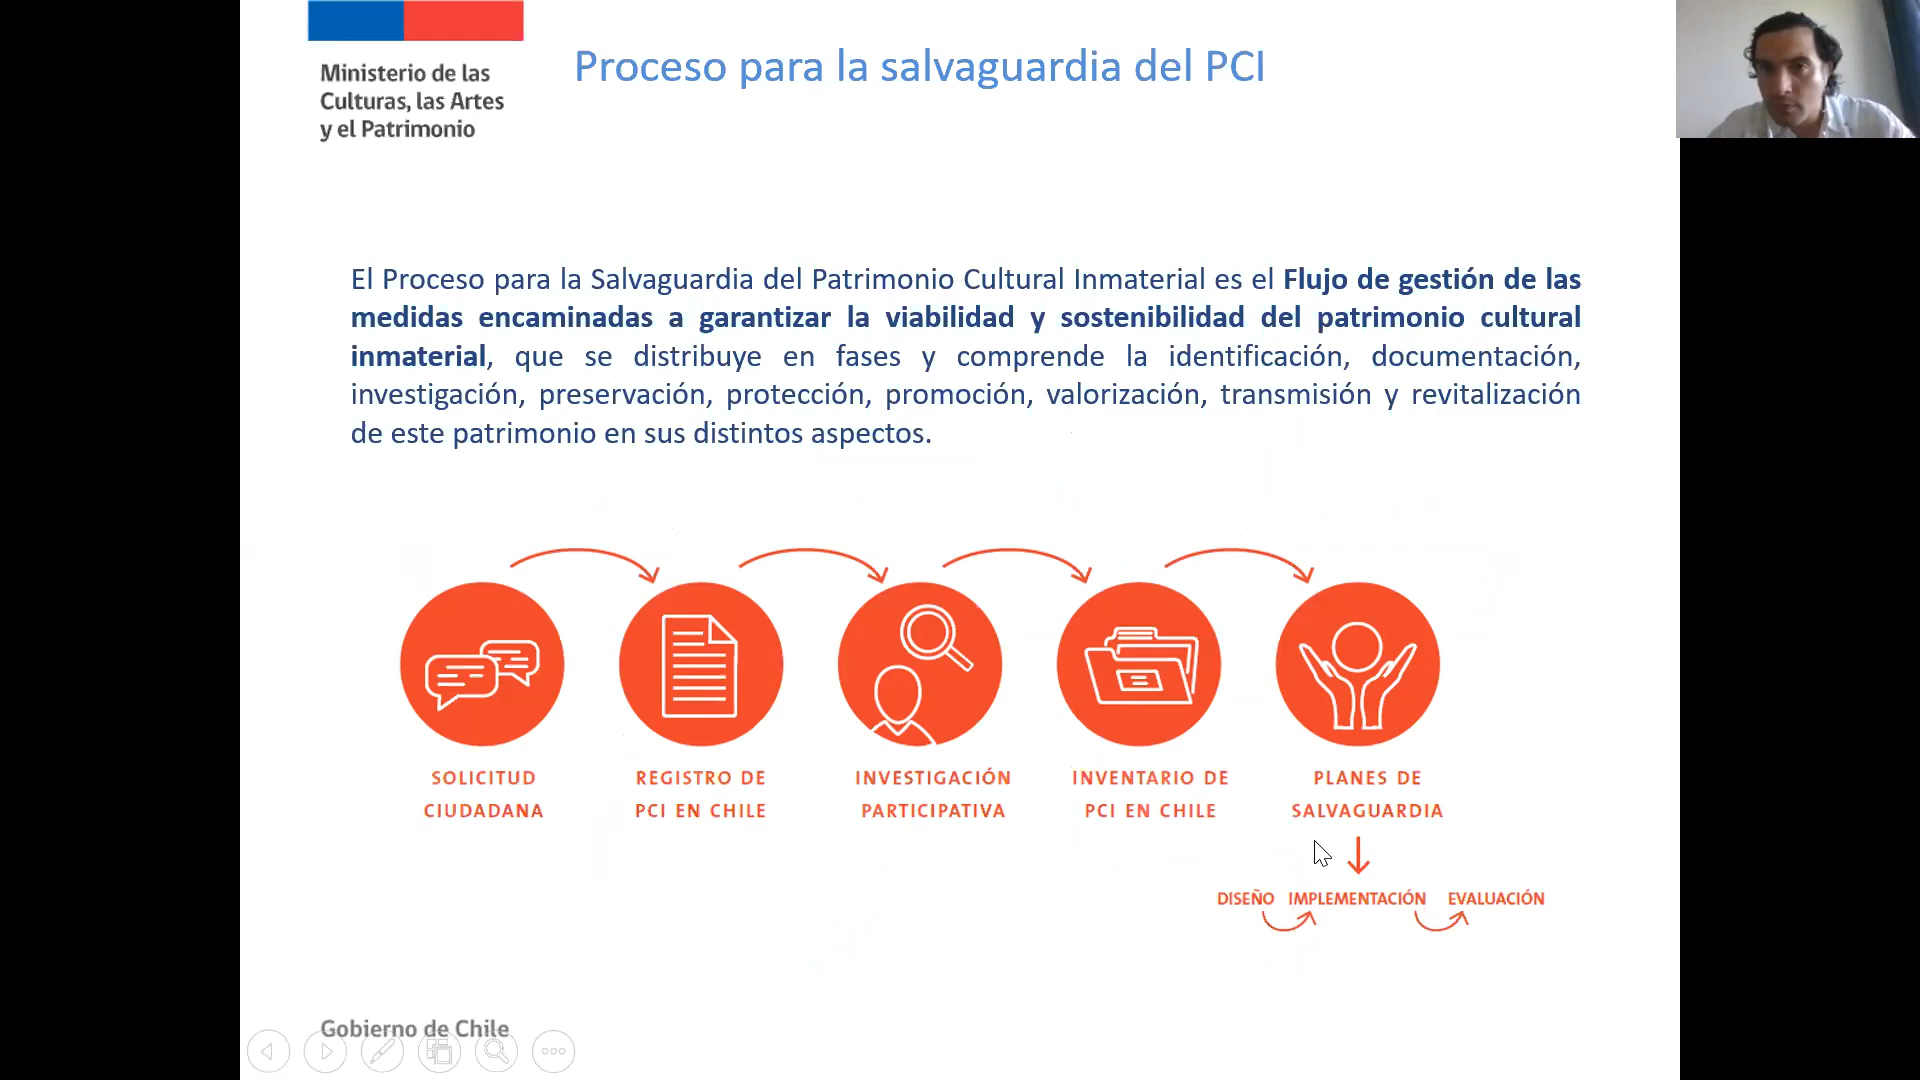 Ministerio de las
Culturas, las Artes
y el Patrimonio
Proceso para la salvaguardia del PCI
El Proceso para la Salvaguardia del Patrimonio Cultural Inmaterial es el Flujo de gestión de las
medidas encaminadas a garantizar la viabilidad y sostenibilidad del patrimonio cultural
inmaterial, que se distribuye en fases y comprende la identificación, documentación,
investigación, preservación, protección, promoción, valorización, transmisión y revitalización
de este patrimonio en sus distintos aspectos.
SOLICITUD
CIUDADANA
REGISTRO DE
PCI EN CHILE
INVESTIGACIÓN
PARTICIPATIVA
INVENTARIO DE
PCI EN CHILE
PLANES DE
SALVAGUARDIA
DISEÑO IMPLEMENTACIÓN EVALUACIÓN
Gobierno de Chile